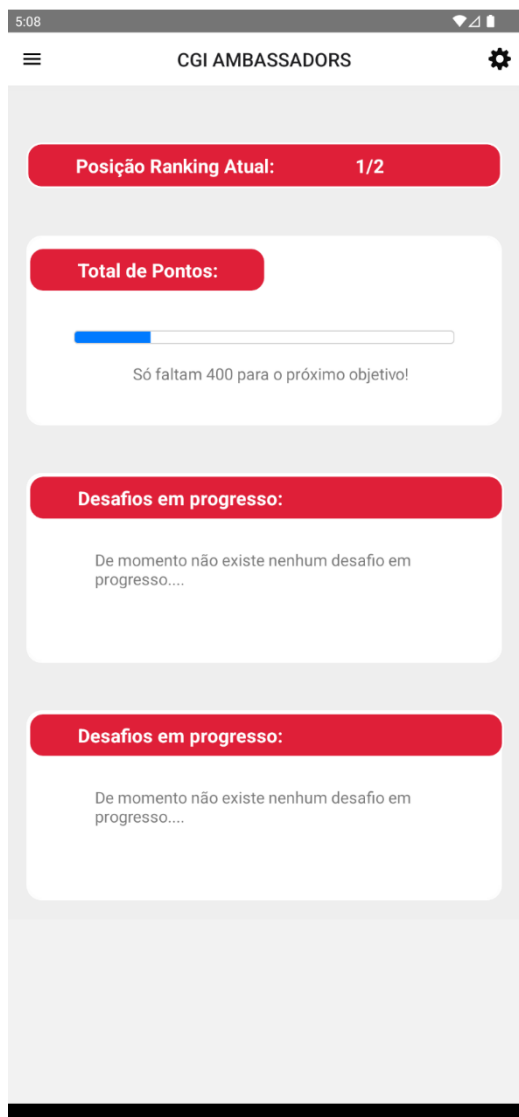 5:08
CGI AMBASSADORS
Posição Ranking Atual: 1/2
Total de Pontos:
Só faltam 400 para o próximo objetivo!
Desafios em progresso:
De momento não existe nenhum desafio em
progresso....
Desafios em progresso:
De momento não existe nenhum desafio em
progresso....